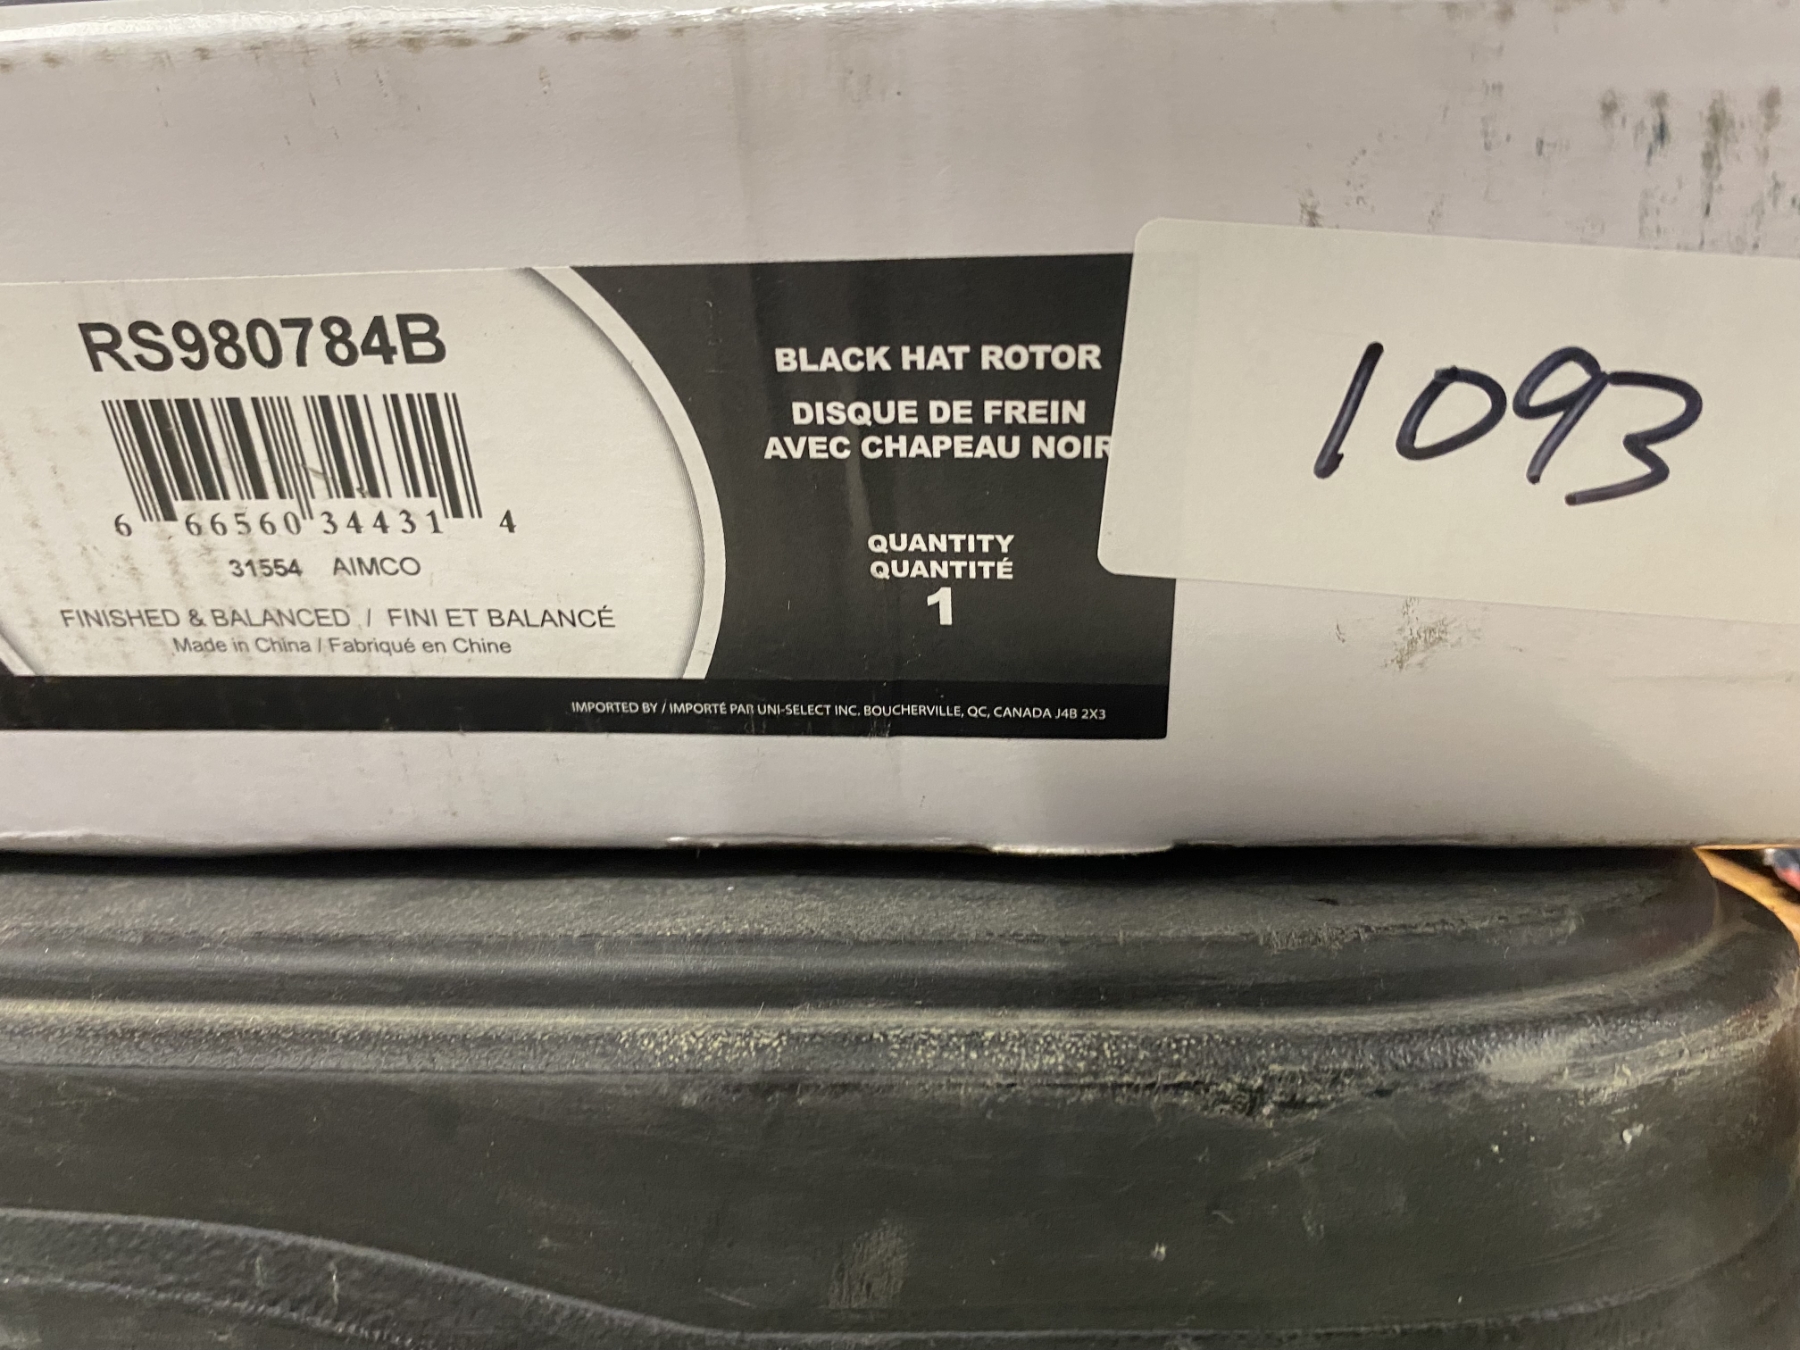 RS980784B
6 66560 34431 4
31554 AIMCO
FINISHED & BALANCED / FINI ET BALANCÉ
Made in China / Fabriqué en Chine
BLACK HAT ROTOR
DISQUE DE FREIN
AVEC CHAPEAU NOIR
QUANTITY
QUANTITÉ
1
IMPORTED BY / IMPORTÉ PAR UNI-SELECT INC. BOUCHERVILLE, QC, CANADA J4B 2X3
1093